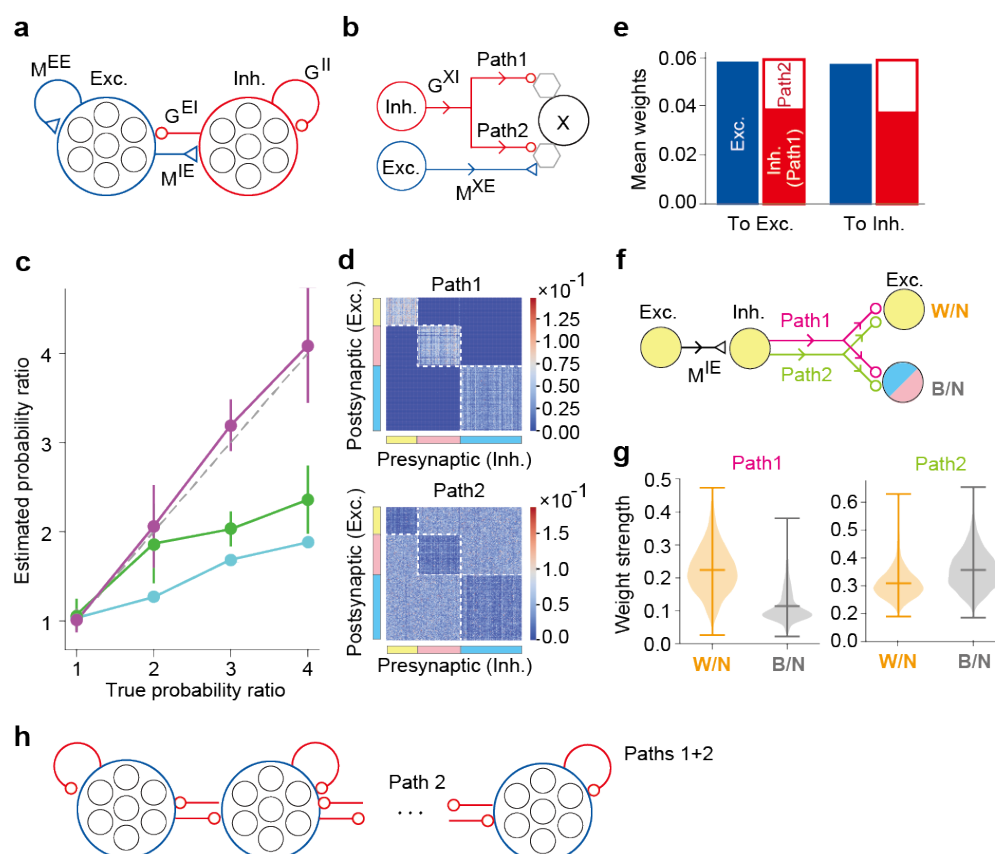 a
M^EE
Exc.
Inh.
G^II
G^EI
M^IE
b
Path1
G^XI
Inh.
Path2
X
Exc.
M^XE
e
Mean weights
0.06
0.04
0.02
0.00
Exc.
Inh.
(Path1)
Path2
To Exc.
To Inh.
c
Estimated probability ratio
4
3
2
1
1
2
3
4
True probability ratio
d
Path1
Postsynaptic (Exc.)
×10^-1
1.25
1.00
0.75
0.50
0.25
0.00
Presynaptic (Inh.)
Path2
Postsynaptic (Exc.)
×10^-1
1.5
1.0
0.5
0.0
Presynaptic (Inh.)
f
Exc.
Exc.
Inh.
Path1
W/N
Path2
M^IE
B/N
g
Path1
Weight strength
0.5
0.4
0.3
0.2
0.1
0.0
W/N
B/N
Path2
0.6
0.5
0.4
0.3
0.2
0.1
0.0
W/N
B/N
h
Path 2
...
Paths 1+2